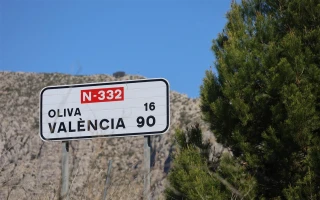 N-332
OLIVA 16
VALÈNCIA 90